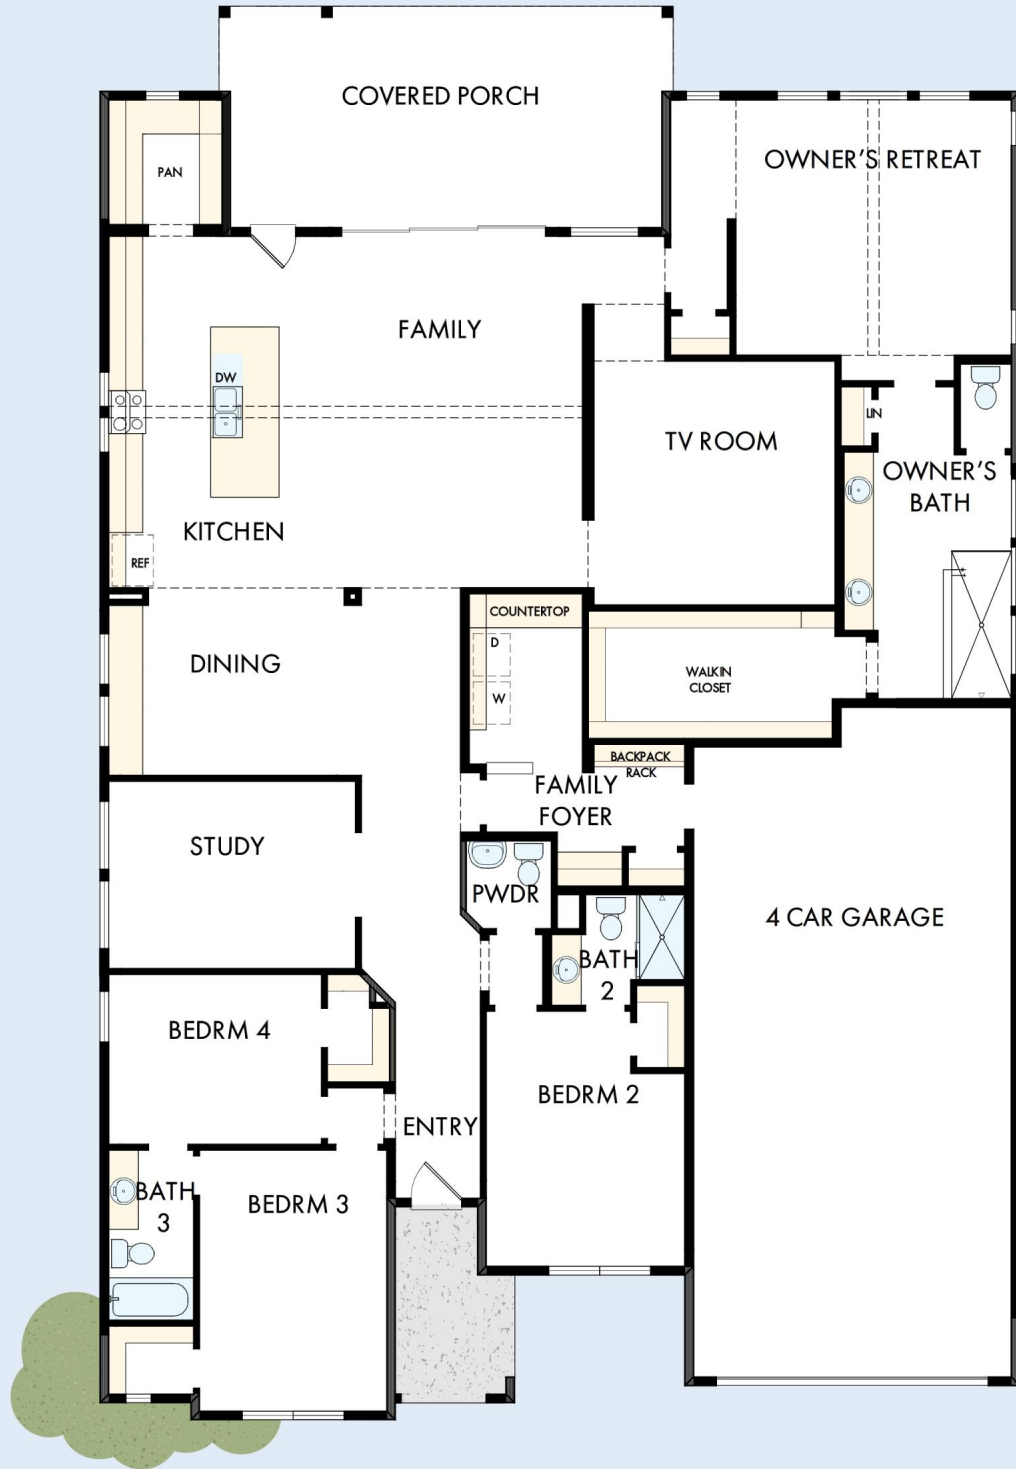 COVERED PORCH
OWNER'S RETREAT
PAN
FAMILY
DW
LIN
TV ROOM
OWNER'S
BATH
KITCHEN
REF
COUNTERTOP
D
DINING
WALKIN
CLOSET
W
BACKPACK
RACK
FAMILY
FOYER
STUDY
PWDR
4 CAR GARAGE
BATH
2
BEDRM 4
BEDRM 2
ENTRY
BATH
3
BEDRM 3